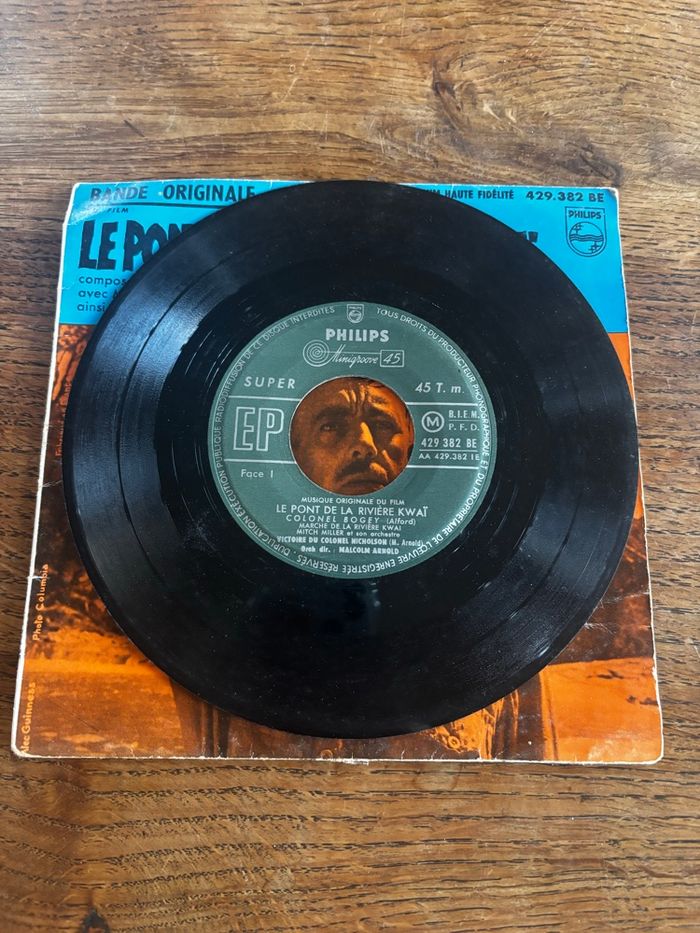 BANDE ORIGINALE
HAUTE FIDÉLITÉ 429.382 BE
FILM
PHILIPS
LE PON
compos
avec
ainsi
TOUS DROITS DU PRODUCTEUR PHONOGRAPHIQUE ET DU PROPRIÉTAIRE DE L'ŒUVRE ENREGISTRÉE RÉSERVÉS · DUPLICATION EXÉCUTION PUBLIQUE RADIODIFFUSION DE CE DISQUE INTERDITES
PHILIPS
Minigroove 45
SUPER
45 T. m.
EP
M
B.I.E.M.
P. F. D.
429 382 BE
AA 429.382 1E
Face 1
MUSIQUE ORIGINALE DU FILM
LE PONT DE LA RIVIÈRE KWAÏ
COLONEL BOGEY (Alford)
MARCHE DE LA RIVIÈRE KWAI
MITCH MILLER et son orchestre
VICTOIRE DU COLONEL NICHOLSON (M. Arnold)
Orch dir. : MALCOLM ARNOLD
Photo Columbia
Alec Guinness